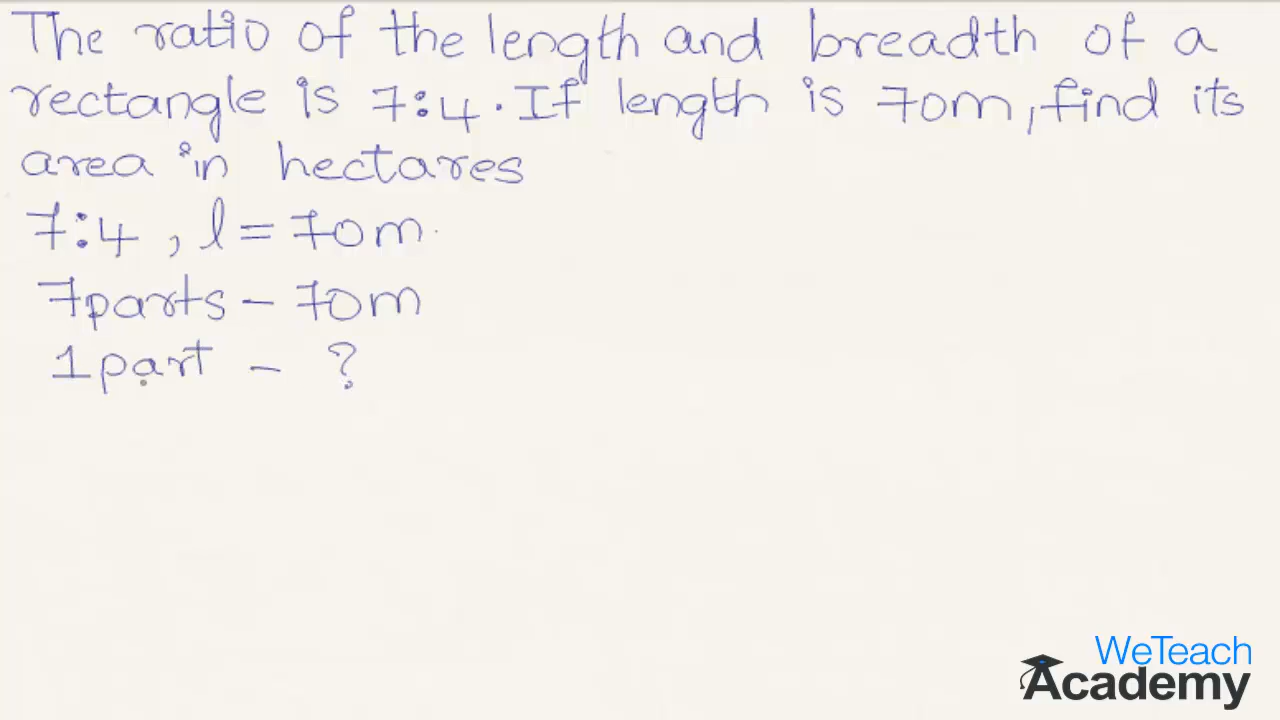 The ratio of the length and breadth of a
rectangle is 7:4. If length is 70m, find its
area in hectares
7:4, l = 70m.
7parts - 70m
1part - ?
WeTeach
Academy